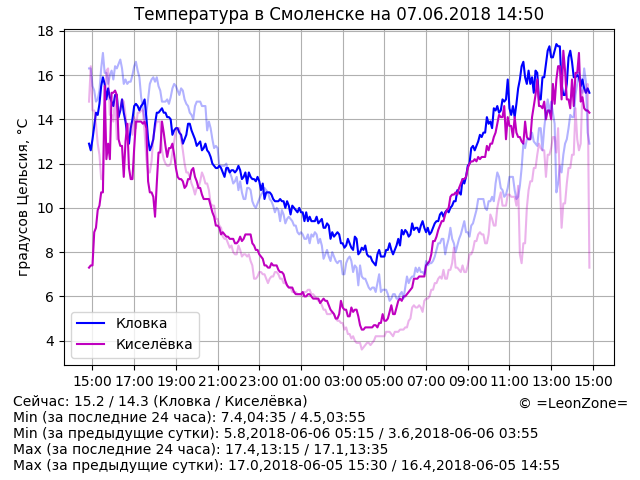 Температура в Смоленске на 07.06.2018 14:50
18
16
14
12
10
8
6
4
градусов Цельсия, °C
Кловка
Киселёвка
15:00 17:00 19:00 21:00 23:00 01:00 03:00 05:00 07:00 09:00 11:00 13:00 15:00
Сейчас: 15.2 / 14.3 (Кловка / Киселёвка)
© =LeonZone=
Min (за последние 24 часа): 7.4,04:35 / 4.5,03:55
Min (за предыдущие сутки): 5.8,2018-06-06 05:15 / 3.6,2018-06-06 03:55
Max (за последние 24 часа): 17.4,13:15 / 17.1,13:35
Max (за предыдущие сутки): 17.0,2018-06-05 15:30 / 16.4,2018-06-05 14:55